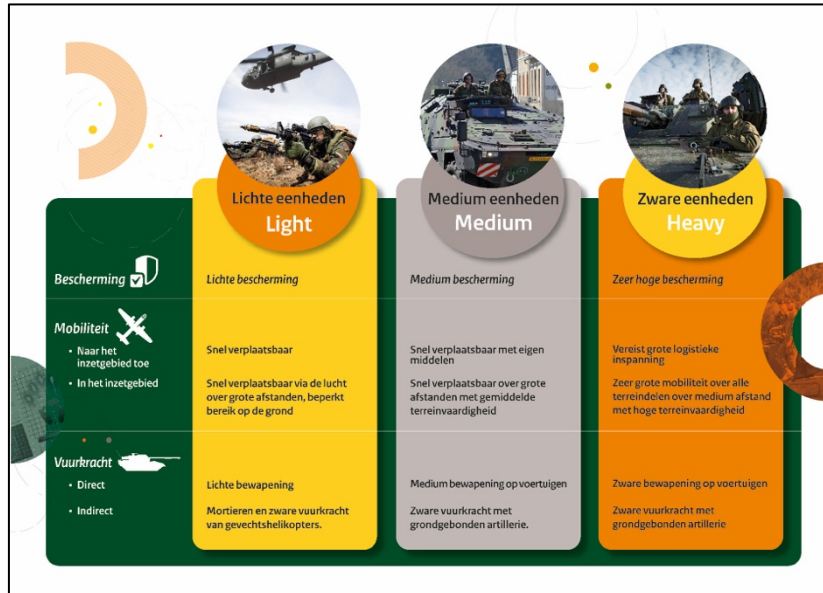 Lichte eenheden
Light
Medium eenheden
Medium
Zware eenheden
Heavy
Bescherming
Lichte bescherming
Medium bescherming
Zeer hoge bescherming
Mobiliteit
• Naar het
inzetgebied toe
Snel verplaatsbaar
Snel verplaatsbaar met eigen
middelen
Vereist grote logistieke
inspanning
• In het inzetgebied
Snel verplaatsbaar via de lucht
over grote afstanden, beperkt
bereik op de grond
Snel verplaatsbaar over grote
afstanden met gemiddelde
terreinvaardigheid
Zeer grote mobiliteit over alle
terreindelen over medium afstand
met hoge terreinvaardigheid
Vuurkracht
• Direct
Lichte bewapening
Medium bewapening op voertuigen
Zware bewapening op voertuigen
• Indirect
Mortieren en zware vuurkracht
van gevechtshelikopters.
Zware vuurkracht met
grondgebonden artillerie.
Zware vuurkracht met
grondgebonden artillerie